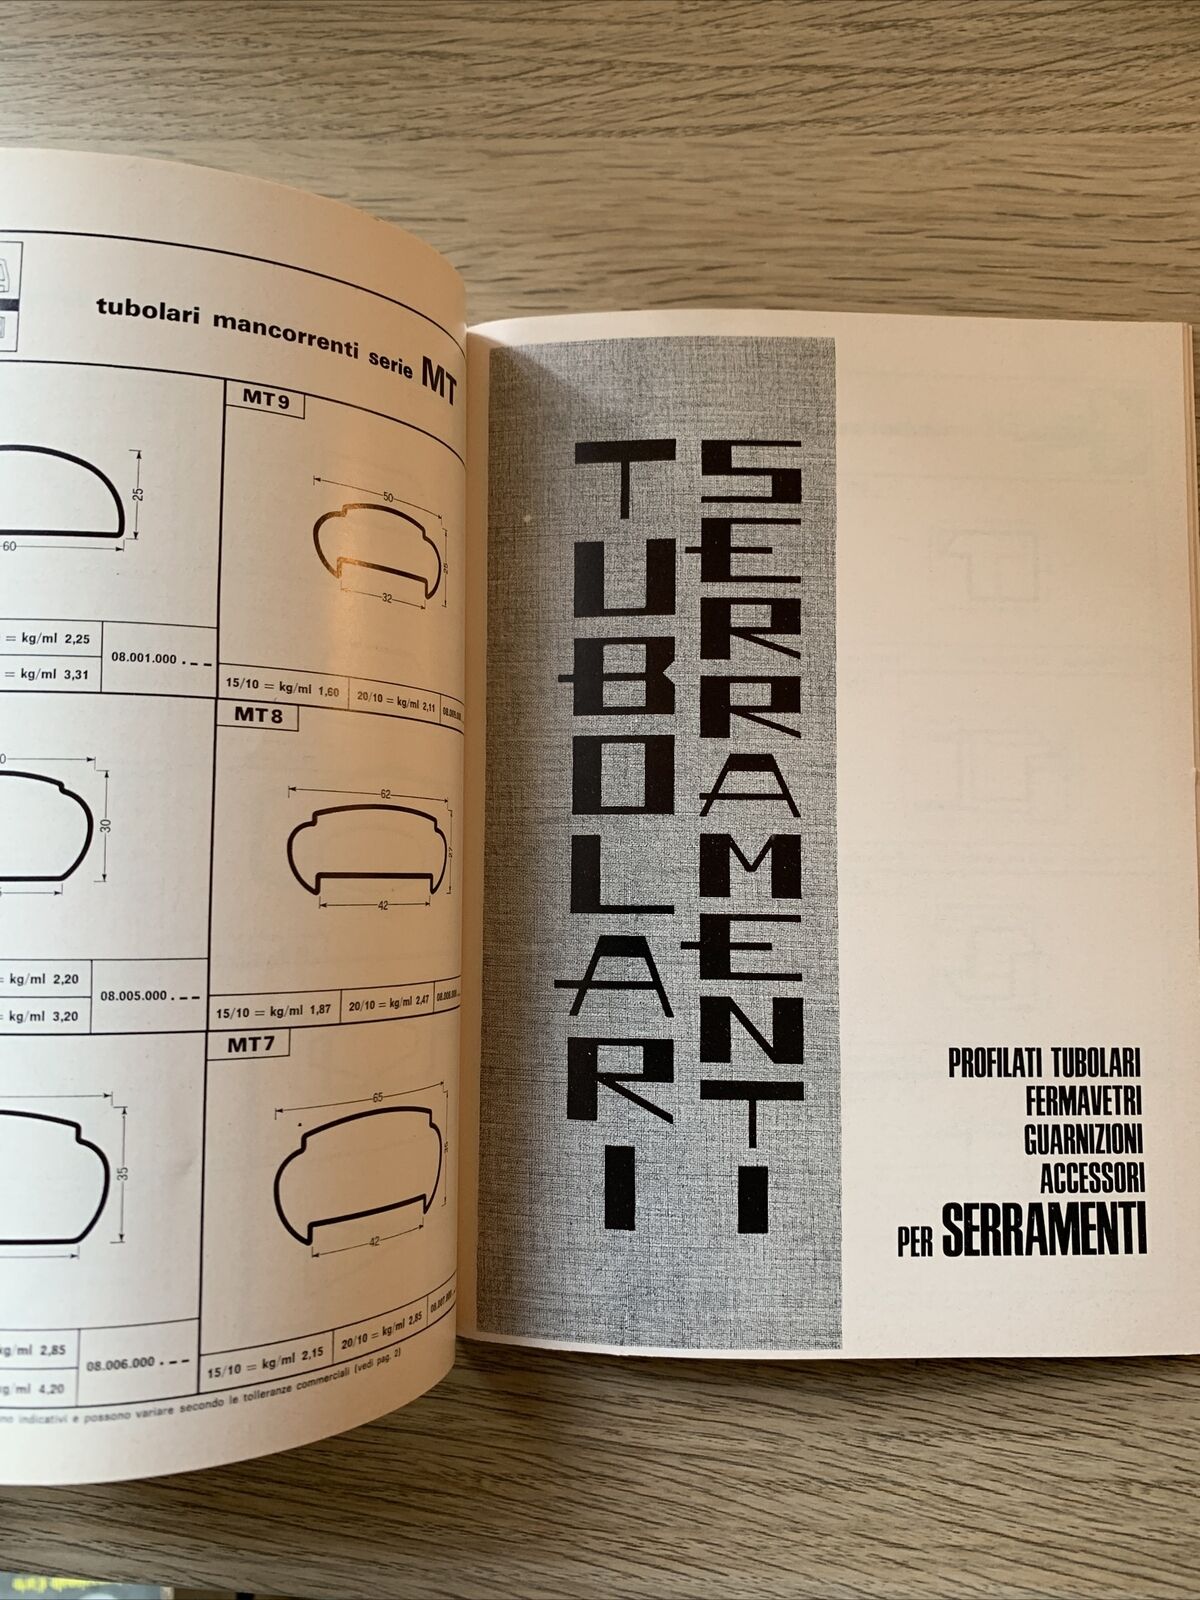 tubolari mancorrenti serie MT
25
60
= kg/ml 2,25
= kg/ml 3,31
08.001.000 . _ _
MT9
50
25
32
15/10 = kg/ml 1,60
20/10 = kg/ml 2,11
30
kg/ml 2,20
kg/ml 3,20
08.005.000 . _ _
MT8
62
27
42
15/10 = kg/ml 1,87
20/10 = kg/ml 2,47
35
kg/ml 2,85
kg/ml 4,20
08.006.000 . _ _
MT7
65
35
42
15/10 = kg/ml 2,15
20/10 = kg/ml 2,85
indicativi e possono variare secondo le tolleranze commerciali (vedi pag. 2)
TUBOLARI
SERRAMENTI
PROFILATI TUBOLARI
FERMAVETRI
GUARNIZIONI
ACCESSORI
PER SERRAMENTI